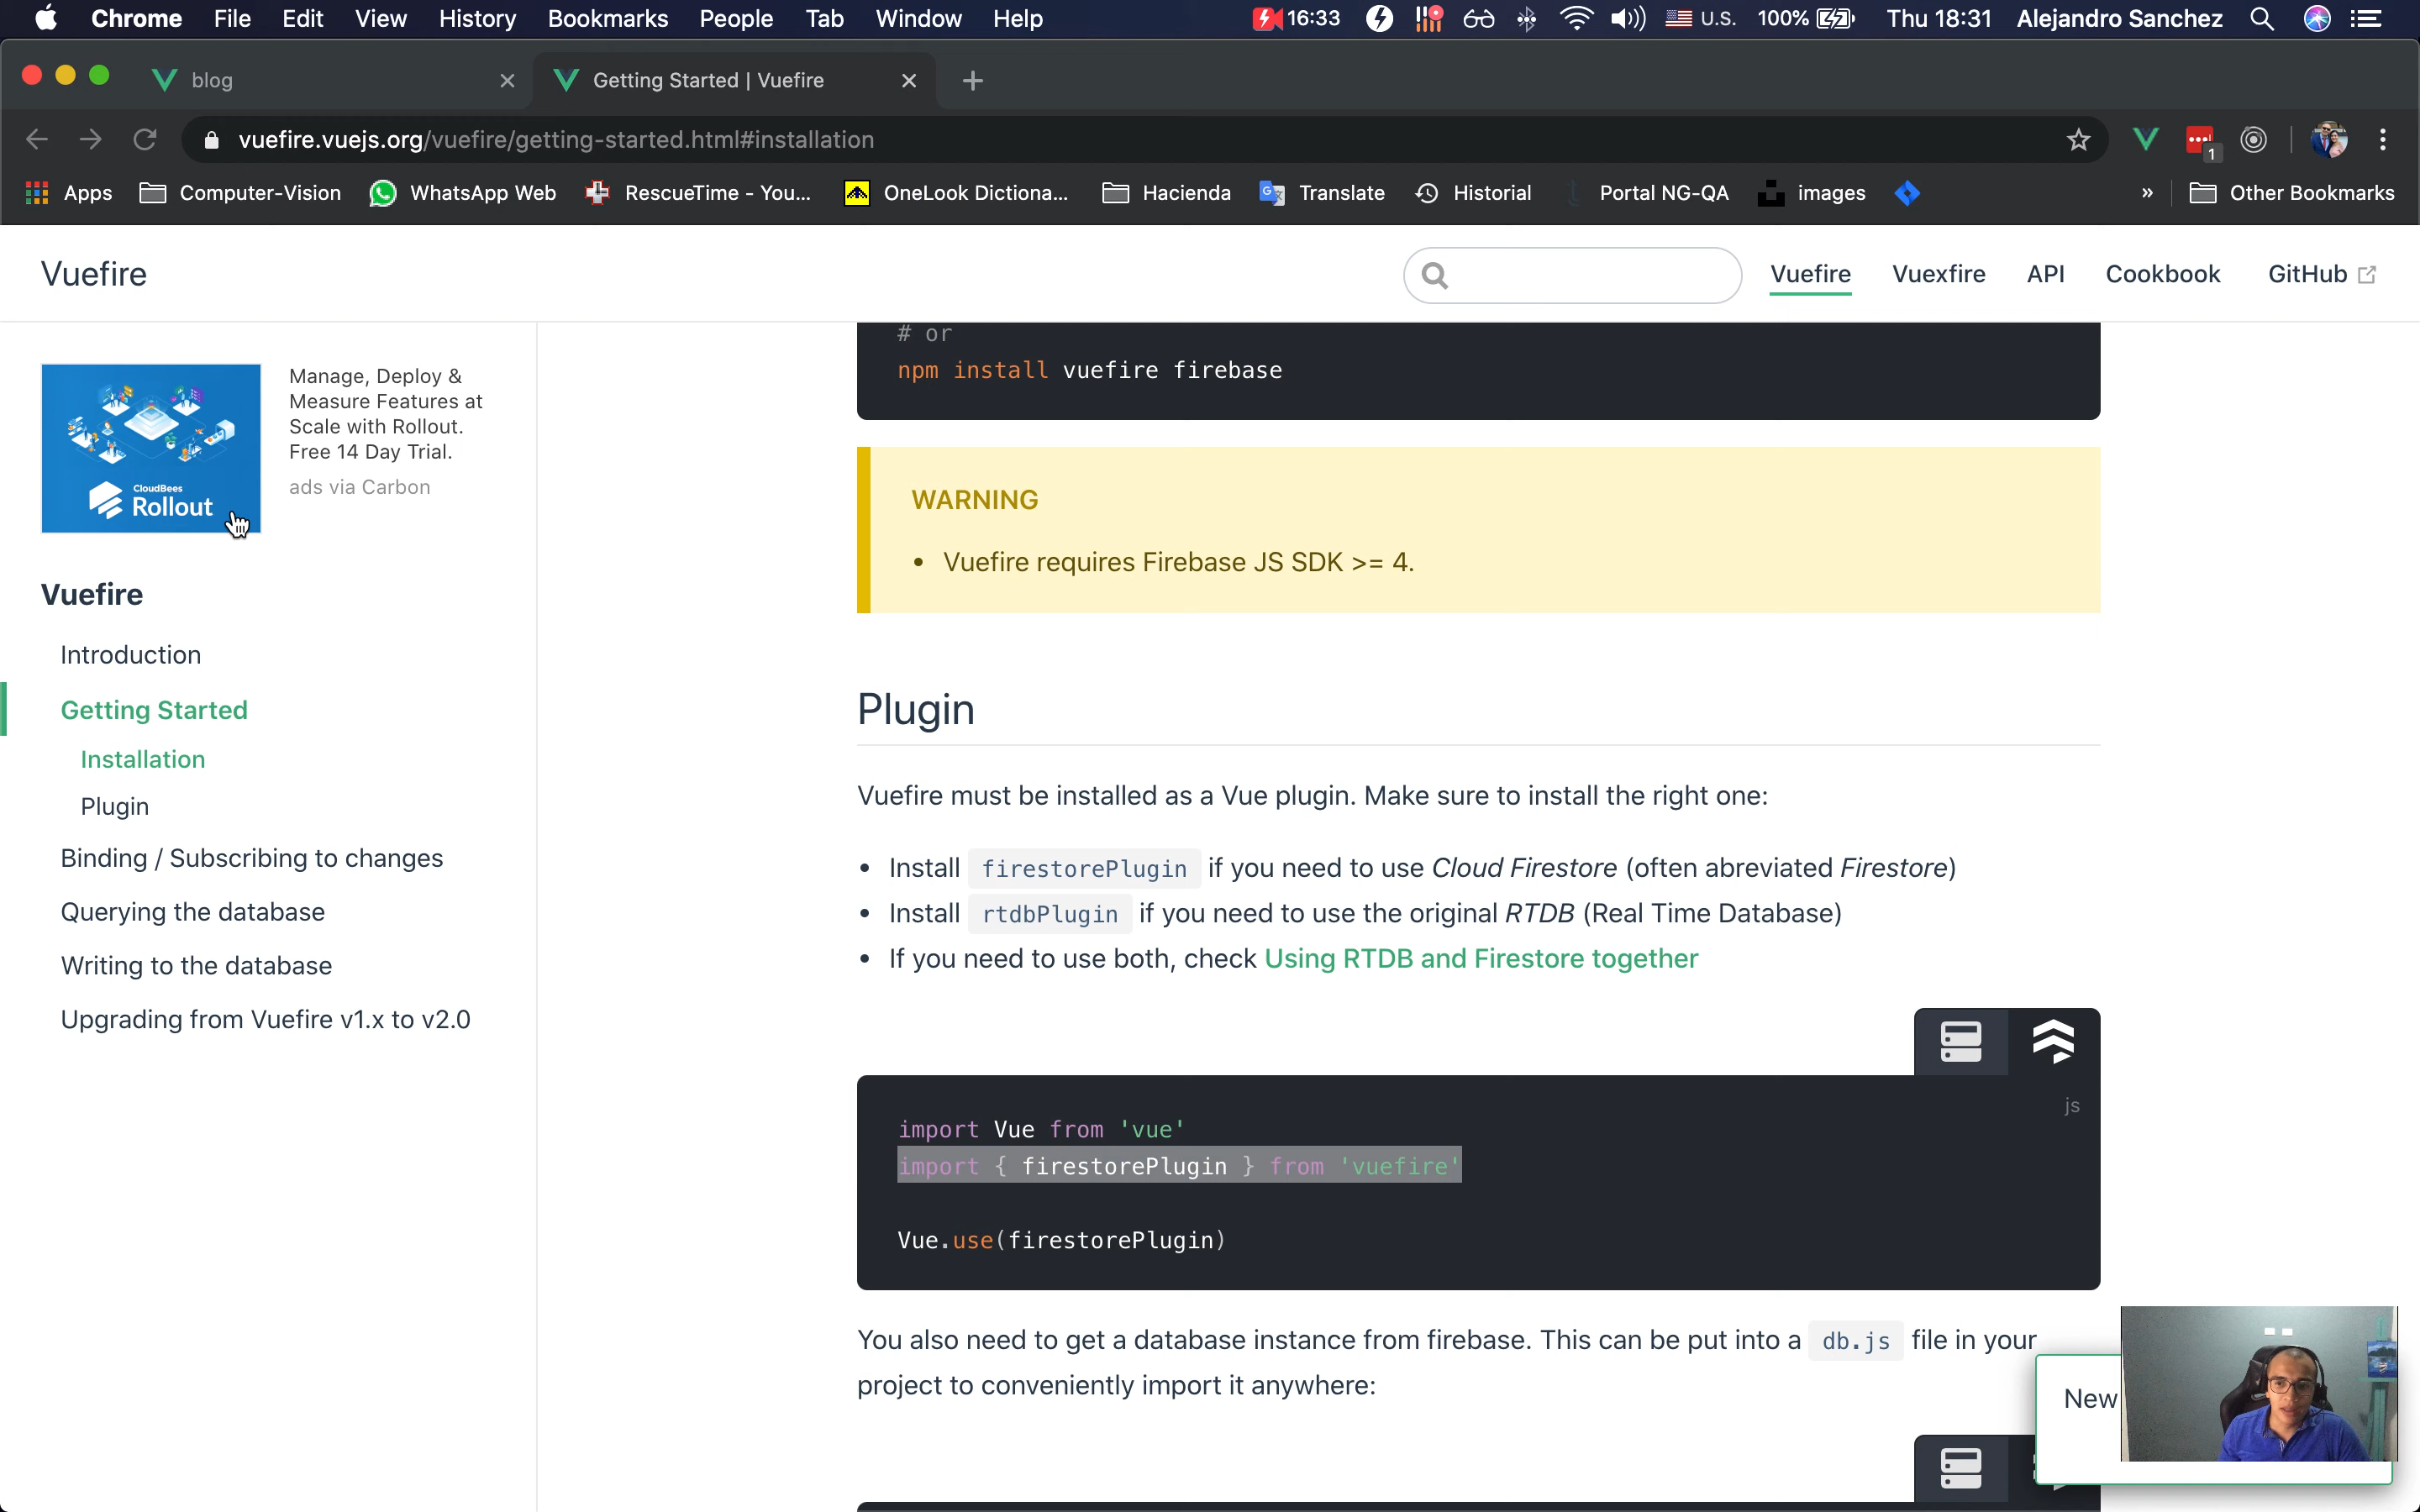 Chrome File Edit View History Bookmarks People Tab Window Help 16:33 U.S. 100% Thu 18:31 Alejandro Sanchez
blog
Getting Started | Vuefire
vuefire.vuejs.org/vuefire/getting-started.html#installation
1
Apps Computer-Vision WhatsApp Web RescueTime - You... OneLook Dictiona... Hacienda Translate Historial Portal NG-QA images » Other Bookmarks
Vuefire
Vuefire Vuexfire API Cookbook GitHub
CloudBees
Rollout
Manage, Deploy &
Measure Features at
Scale with Rollout.
Free 14 Day Trial.
ads via Carbon
Vuefire
Introduction
Getting Started
Installation
Plugin
Binding / Subscribing to changes
Querying the database
Writing to the database
Upgrading from Vuefire v1.x to v2.0
# or
npm install vuefire firebase
WARNING
• Vuefire requires Firebase JS SDK >= 4.
Plugin
Vuefire must be installed as a Vue plugin. Make sure to install the right one:
• Install firestorePlugin if you need to use Cloud Firestore (often abreviated Firestore)
• Install rtdbPlugin if you need to use the original RTDB (Real Time Database)
• If you need to use both, check Using RTDB and Firestore together
js
import Vue from 'vue'
import { firestorePlugin } from 'vuefire'
Vue.use(firestorePlugin)
You also need to get a database instance from firebase. This can be put into a db.js file in your
project to conveniently import it anywhere:
New